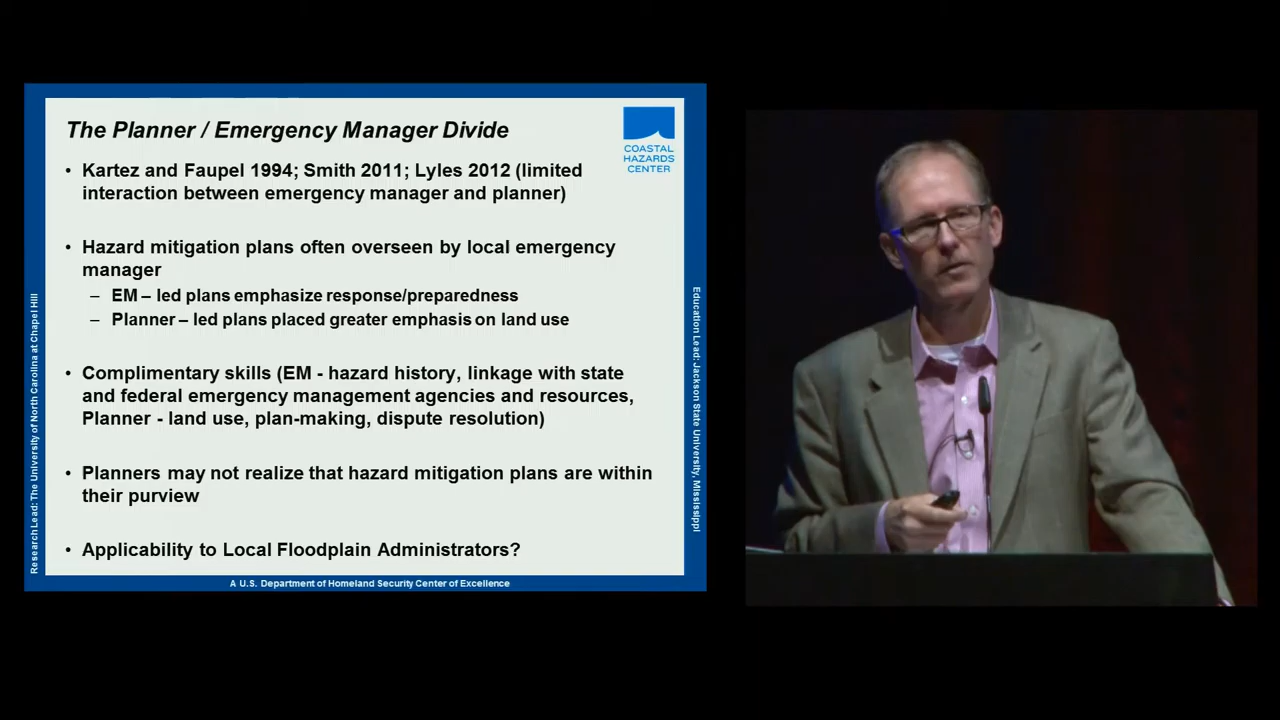 The Planner / Emergency Manager Divide
COASTAL
HAZARDS
CENTER
• Kartez and Faupel 1994; Smith 2011; Lyles 2012 (limited
interaction between emergency manager and planner)
• Hazard mitigation plans often overseen by local emergency
manager
– EM – led plans emphasize response/preparedness
– Planner – led plans placed greater emphasis on land use
• Complimentary skills (EM - hazard history, linkage with state
and federal emergency management agencies and resources,
Planner - land use, plan-making, dispute resolution)
• Planners may not realize that hazard mitigation plans are within
their purview
• Applicability to Local Floodplain Administrators?
Research Lead: The University of North Carolina at Chapel Hill
Education Lead: Jackson State University, Mississippi
A U.S. Department of Homeland Security Center of Excellence